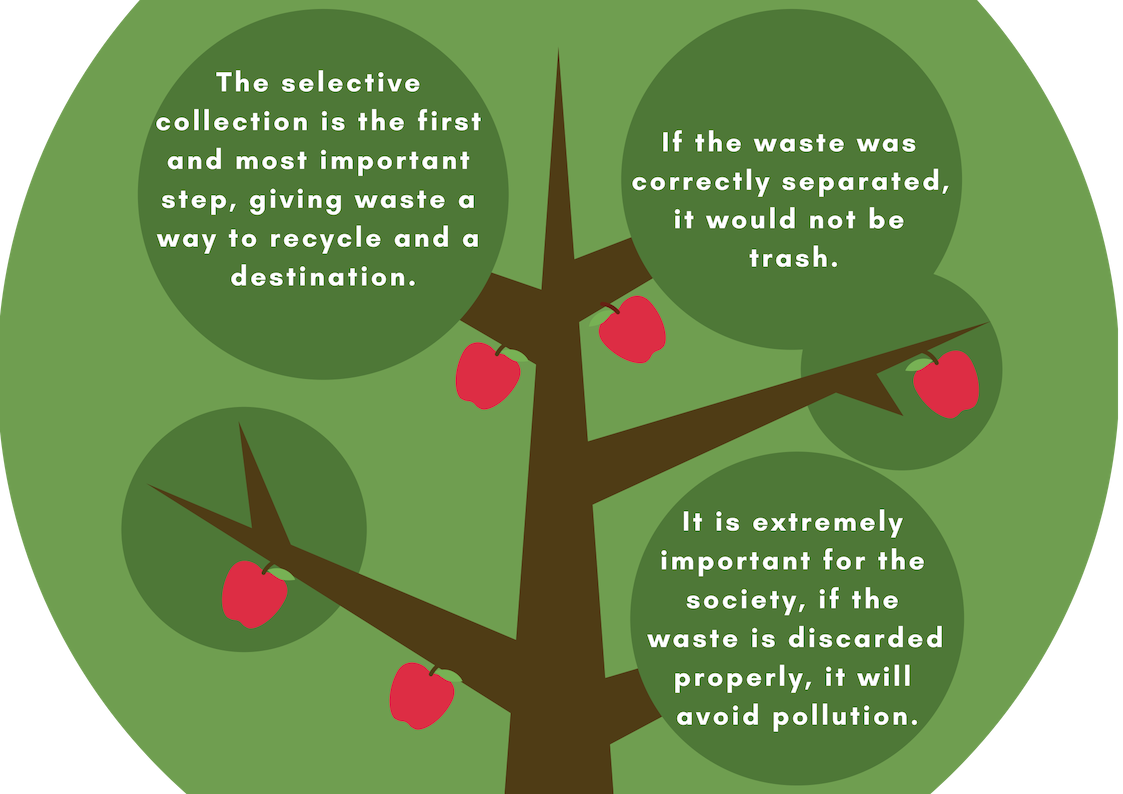 The selective
collection is the first
and most important
step, giving waste a
way to recycle and a
destination.
If the waste was
correctly separated,
it would not be
trash.
It is extremely
important for the
society, if the
waste is discarded
properly, it will
avoid pollution.